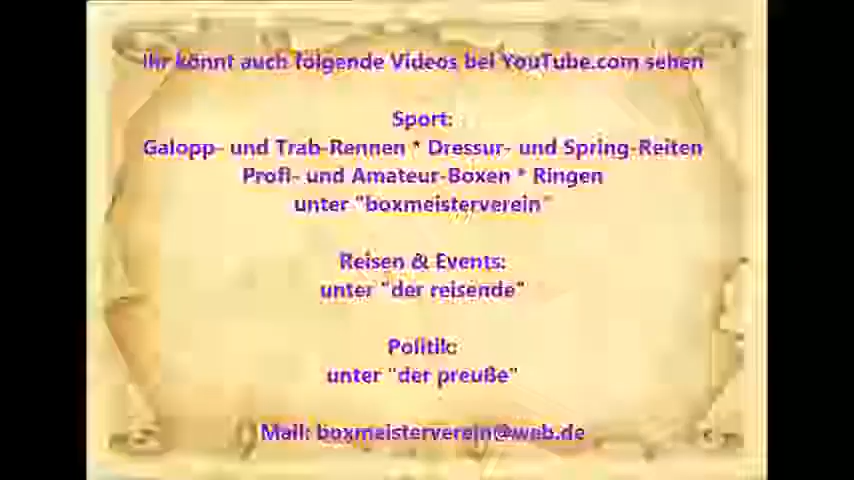 Ihr könnt auch folgende Videos bei YouTube.com sehen
Sport:
Galopp- und Trab-Rennen * Dressur- und Spring-Reiten
Profi- und Amateur-Boxen * Ringen
unter "boxmeisterverein"
Reisen & Events:
unter "der reisende"
Politik:
unter "der preuße"
Mail: boxmeisterverein@web.de